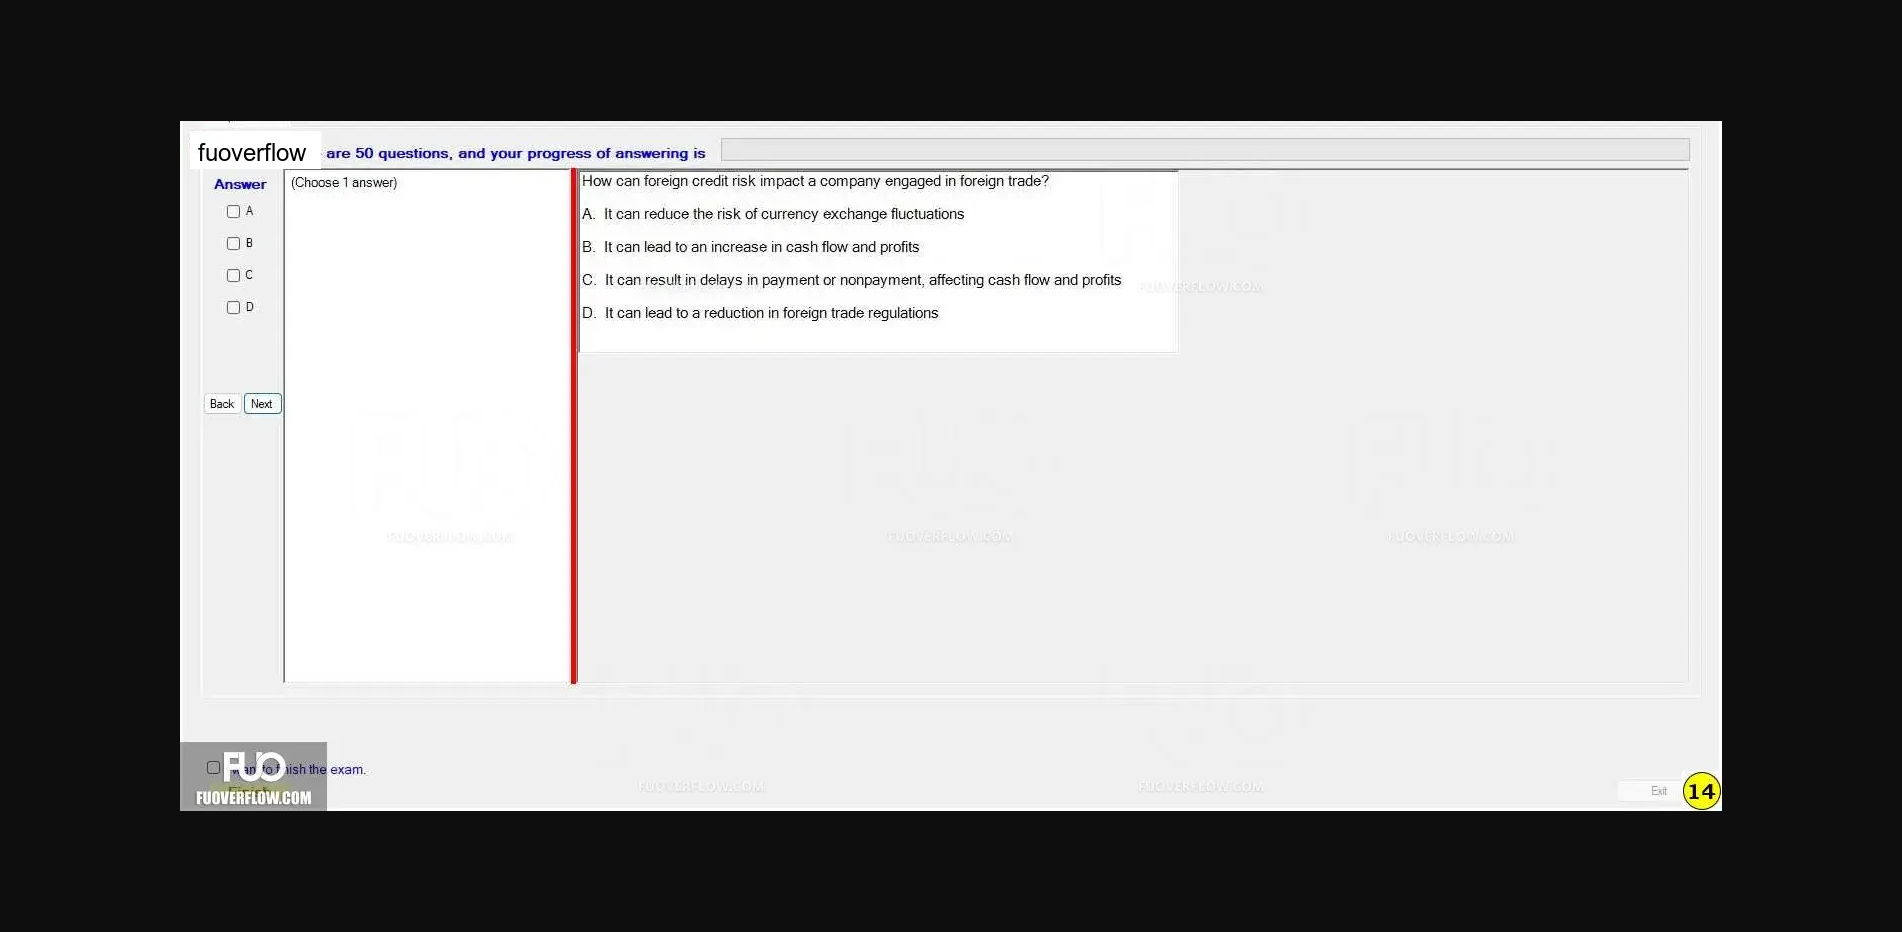 fuoverflow are 50 questions, and your progress of answering is
Answer
(Choose 1 answer)
A
B
C
D
Back Next
How can foreign credit risk impact a company engaged in foreign trade?
A. It can reduce the risk of currency exchange fluctuations
B. It can lead to an increase in cash flow and profits
C. It can result in delays in payment or nonpayment, affecting cash flow and profits
D. It can lead to a reduction in foreign trade regulations
FUOVERFLOW.COM
FUOVERFLOW.COM
FUOVERFLOW.COM
FUOVERFLOW.COM
want to finish the exam.
FUO
Finish
FUOVERFLOW.COM
FUOVERFLOW.COM
FUOVERFLOW.COM
Exit
14